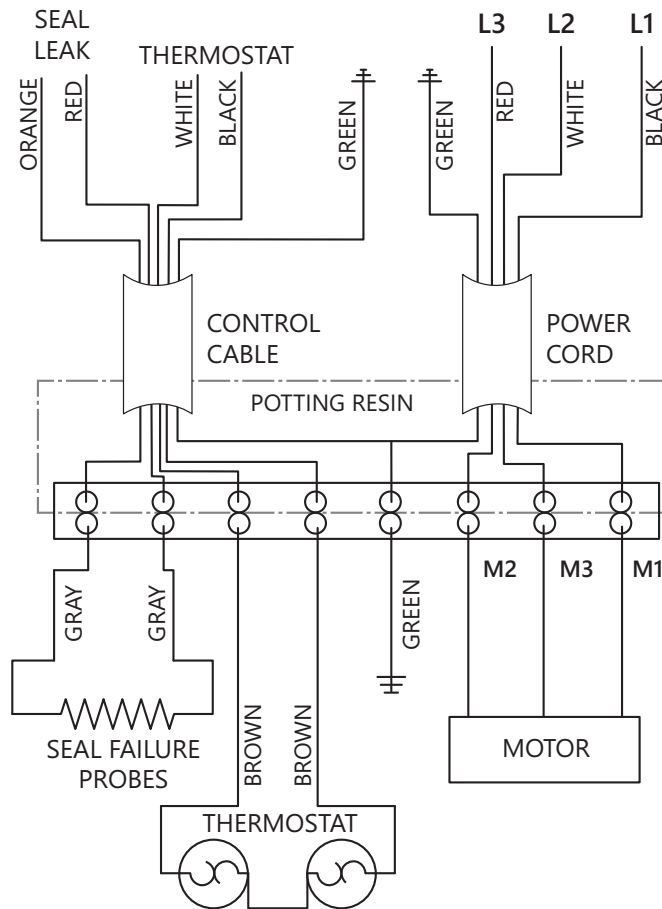 SEAL
LEAK
THERMOSTAT
L3
L2
L1
ORANGE
RED
WHITE
BLACK
GREEN
GREEN
RED
WHITE
BLACK
CONTROL
CABLE
POWER
CORD
POTTING RESIN
M2
M3
M1
GRAY
GRAY
GREEN
SEAL FAILURE
PROBES
BROWN
BROWN
MOTOR
THERMOSTAT